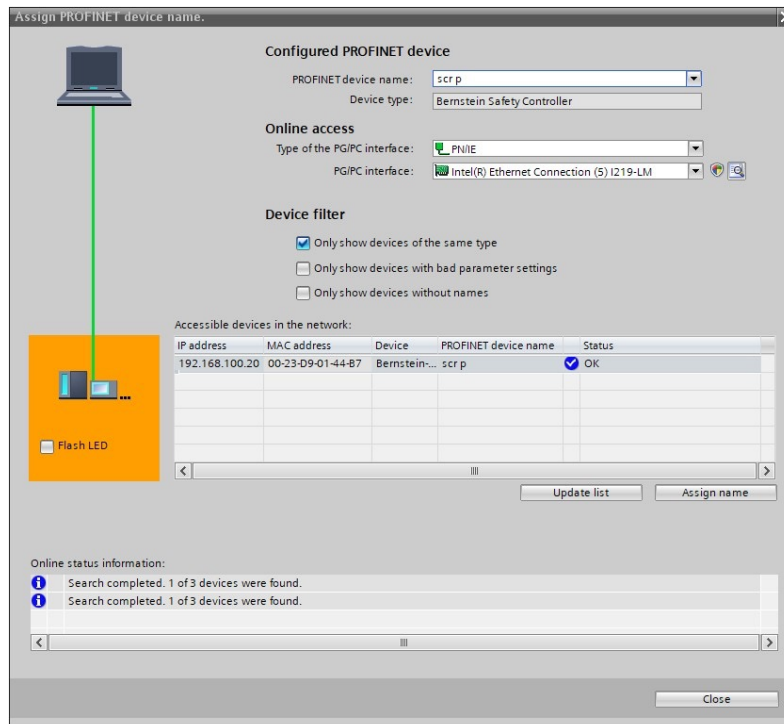 Assign PROFINET device name.
Configured PROFINET device
PROFINET device name: scr p
Device type: Bernstein Safety Controller
Online access
Type of the PG/PC interface: PN/IE
PG/PC interface: Intel(R) Ethernet Connection (5) I219-LM
Device filter
Only show devices of the same type
Only show devices with bad parameter settings
Only show devices without names
Accessible devices in the network:
IP address MAC address Device PROFINET device name Status
192.168.100.20 00-23-D9-01-44-B7 Bernstein-... scr p OK
Flash LED
Update list Assign name
Online status information:
Search completed. 1 of 3 devices were found.
Search completed. 1 of 3 devices were found.
Close